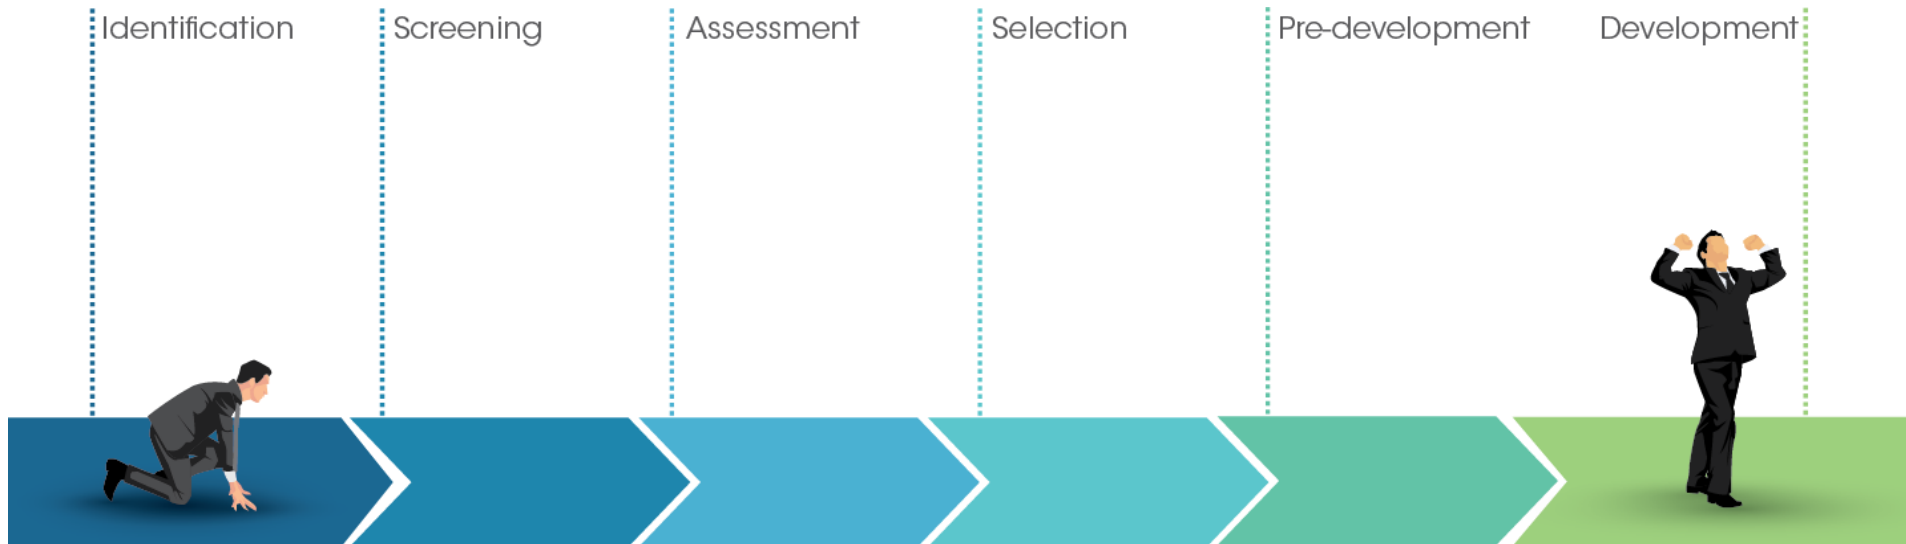 Identification
Screening
Assessment
Selection
Pre-development
Development